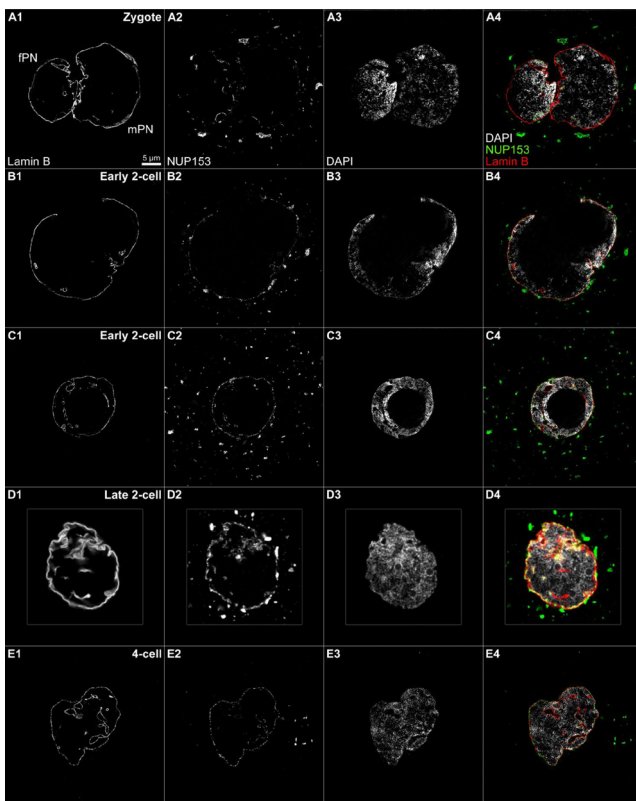 A1 Zygote A2 A3 A4
fPN
mPN
DAPI
NUP153
Lamin B
Lamin B 5 µm NUP153 DAPI
B1 Early 2-cell B2 B3 B4
C1 Early 2-cell C2 C3 C4
D1 Late 2-cell D2 D3 D4
E1 4-cell E2 E3 E4